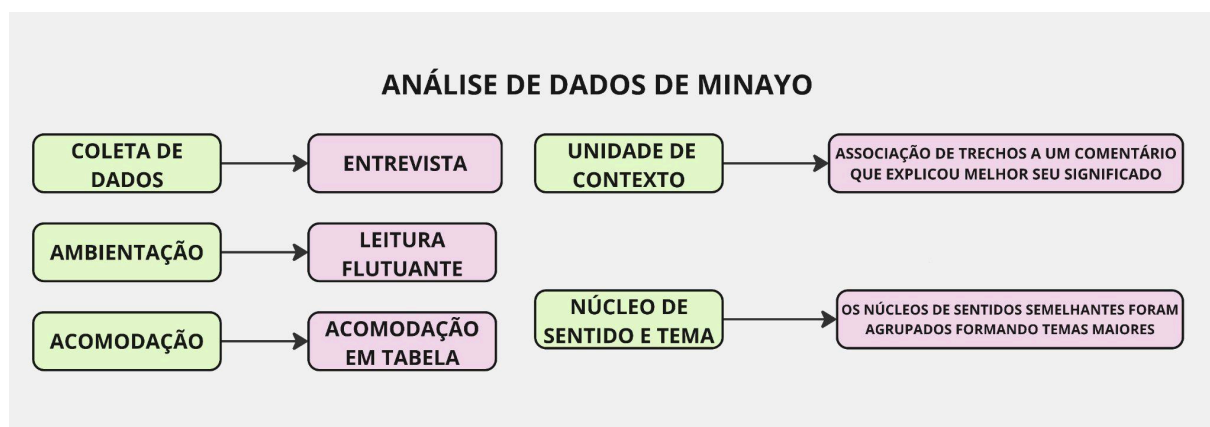 ANÁLISE DE DADOS DE MINAYO
COLETA DE
DADOS
ENTREVISTA
AMBIENTAÇÃO
LEITURA
FLUTUANTE
ACOMODAÇÃO
ACOMODAÇÃO
EM TABELA
UNIDADE DE
CONTEXTO
ASSOCIAÇÃO DE TRECHOS A UM COMENTÁRIO
QUE EXPLICOU MELHOR SEU SIGNIFICADO
NÚCLEO DE
SENTIDO E TEMA
OS NÚCLEOS DE SENTIDOS SEMELHANTES FORAM
AGRUPADOS FORMANDO TEMAS MAIORES